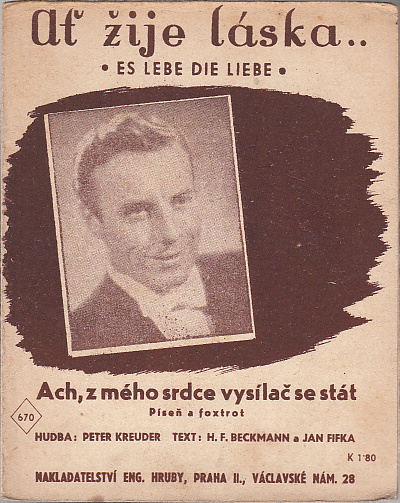 Ať žije láska..
• ES LEBE DIE LIEBE •
Ach, z mého srdce vysílač se stát
Píseň a foxtrot
670
HUDBA: PETER KREUDER TEXT: H. F. BECKMANN a JAN FIFKA
K 1'80
NAKLADATELSTVÍ ENG. HRUBY, PRAHA II., VÁCLAVSKÉ NÁM. 28